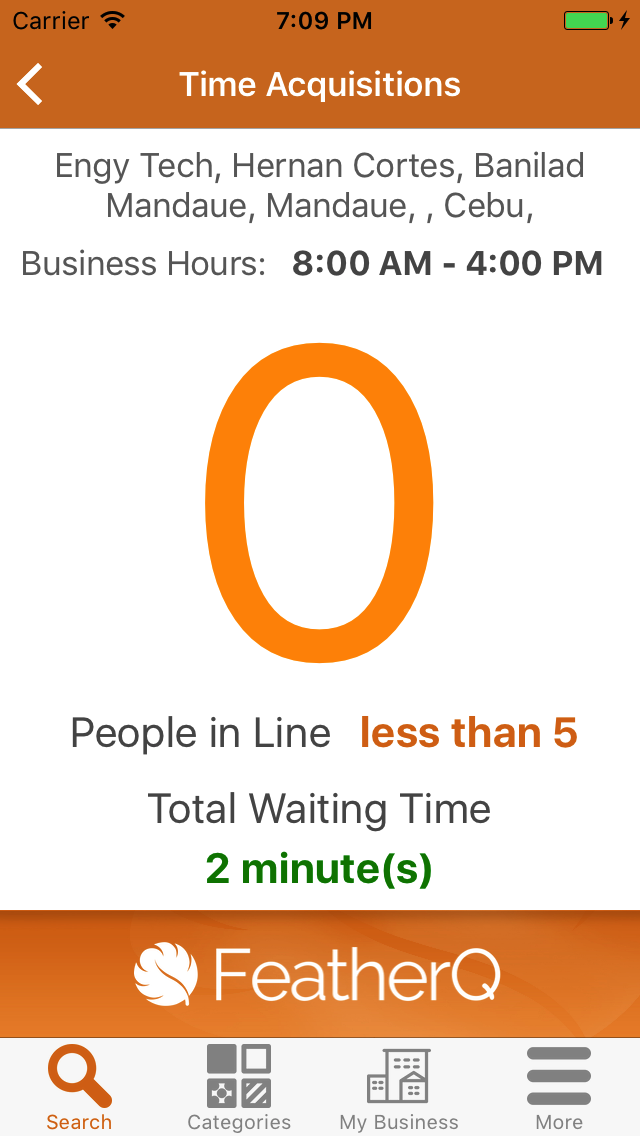 Carrier 7:09 PM
Time Acquisitions
Engy Tech, Hernan Cortes, Banilad
Mandaue, Mandaue, , Cebu,
Business Hours: 8:00 AM - 4:00 PM
0
People in Line less than 5
Total Waiting Time
2 minute(s)
FeatherQ
Search Categories My Business More